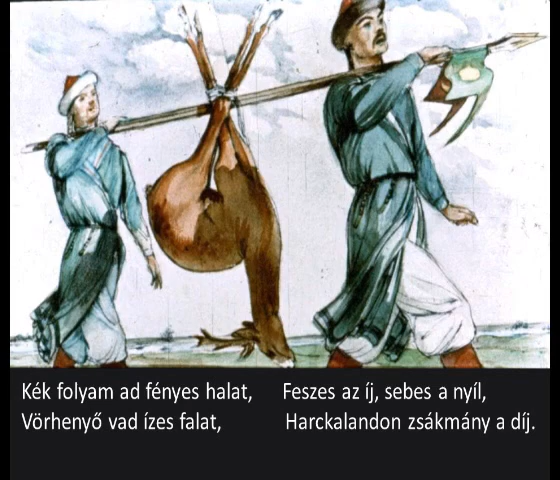 Kék folyam ad fényes halat,
Vörhenyő vad ízes falat,
Feszes az íj, sebes a nyíl,
Harckalandon zsákmány a díj.